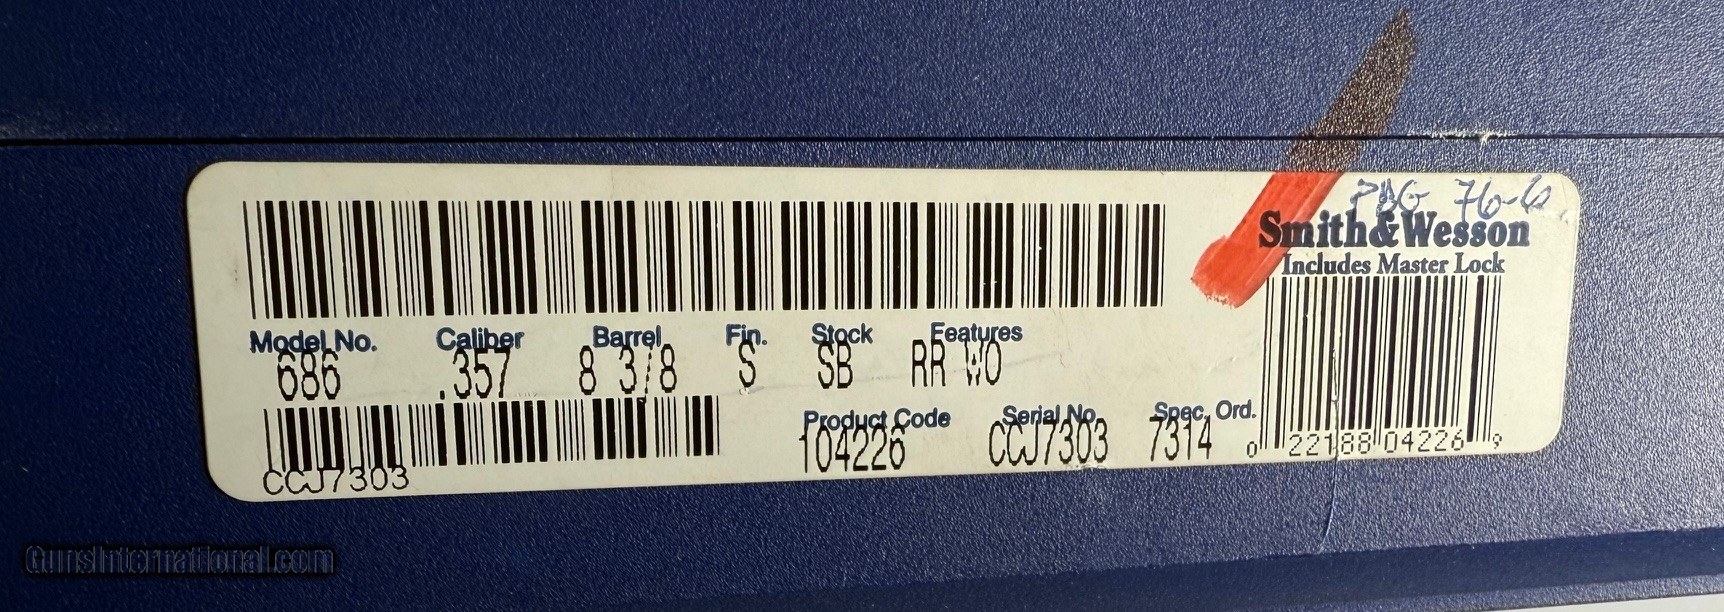 76-6
Smith & Wesson
Includes Master Lock
Model No. Caliber Barrel Fin. Stock Features
686 .357 8 3/8 S SB RR WO
Product Code Serial No. Spec. Ord.
104226 CCJ7303 7314
0 22188 04226 9
CCJ7303
GunsInternational.com